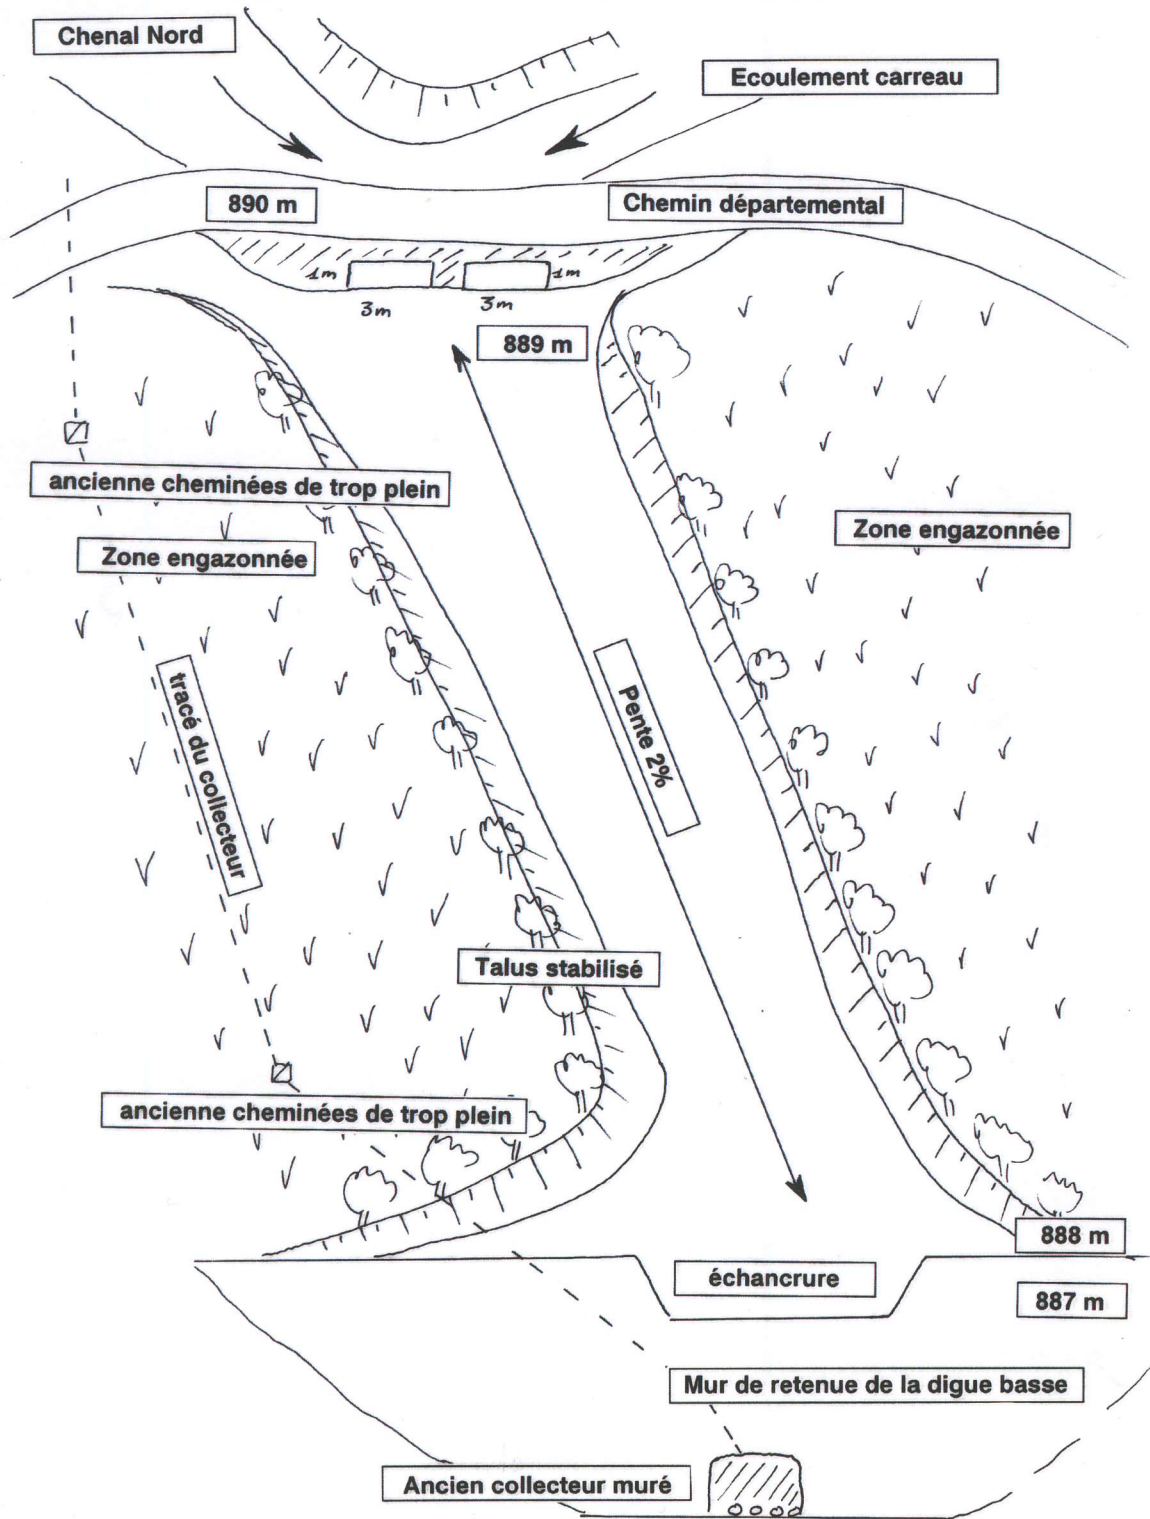 Chenal Nord
Ecoulement carreau
890 m
Chemin départemental
1m
1m
3m
3m
889 m
ancienne cheminées de trop plein
Zone engazonnée
Zone engazonnée
tracé du collecteur
Pente 2%
Talus stabilisé
ancienne cheminées de trop plein
888 m
échancrure
887 m
Mur de retenue de la digue basse
Ancien collecteur muré